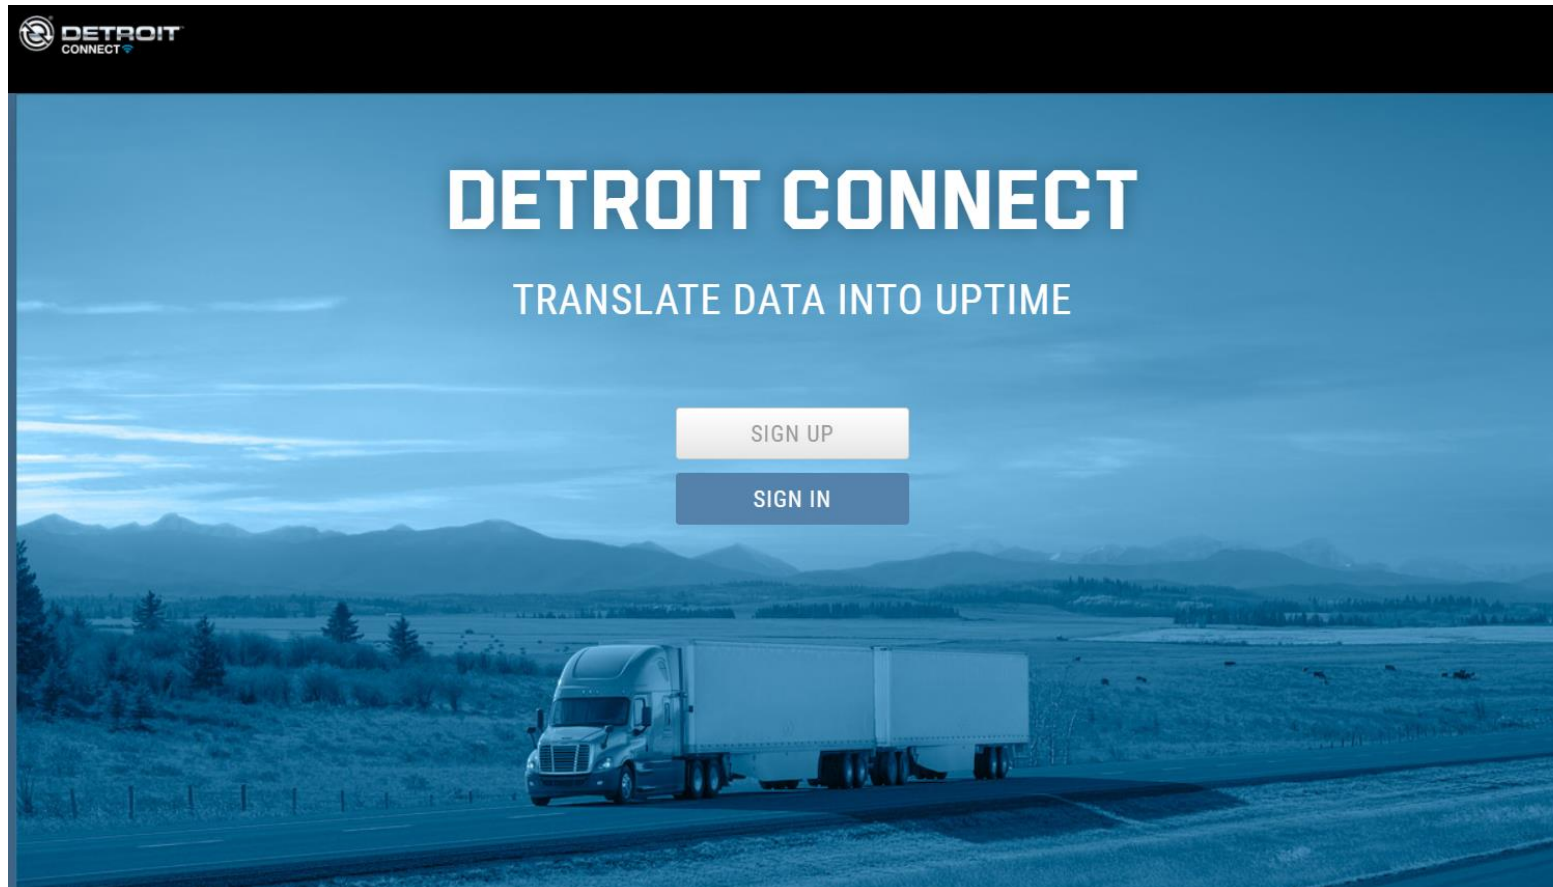 DETROIT
CONNECT
DETROIT CONNECT
TRANSLATE DATA INTO UPTIME
SIGN UP
SIGN IN